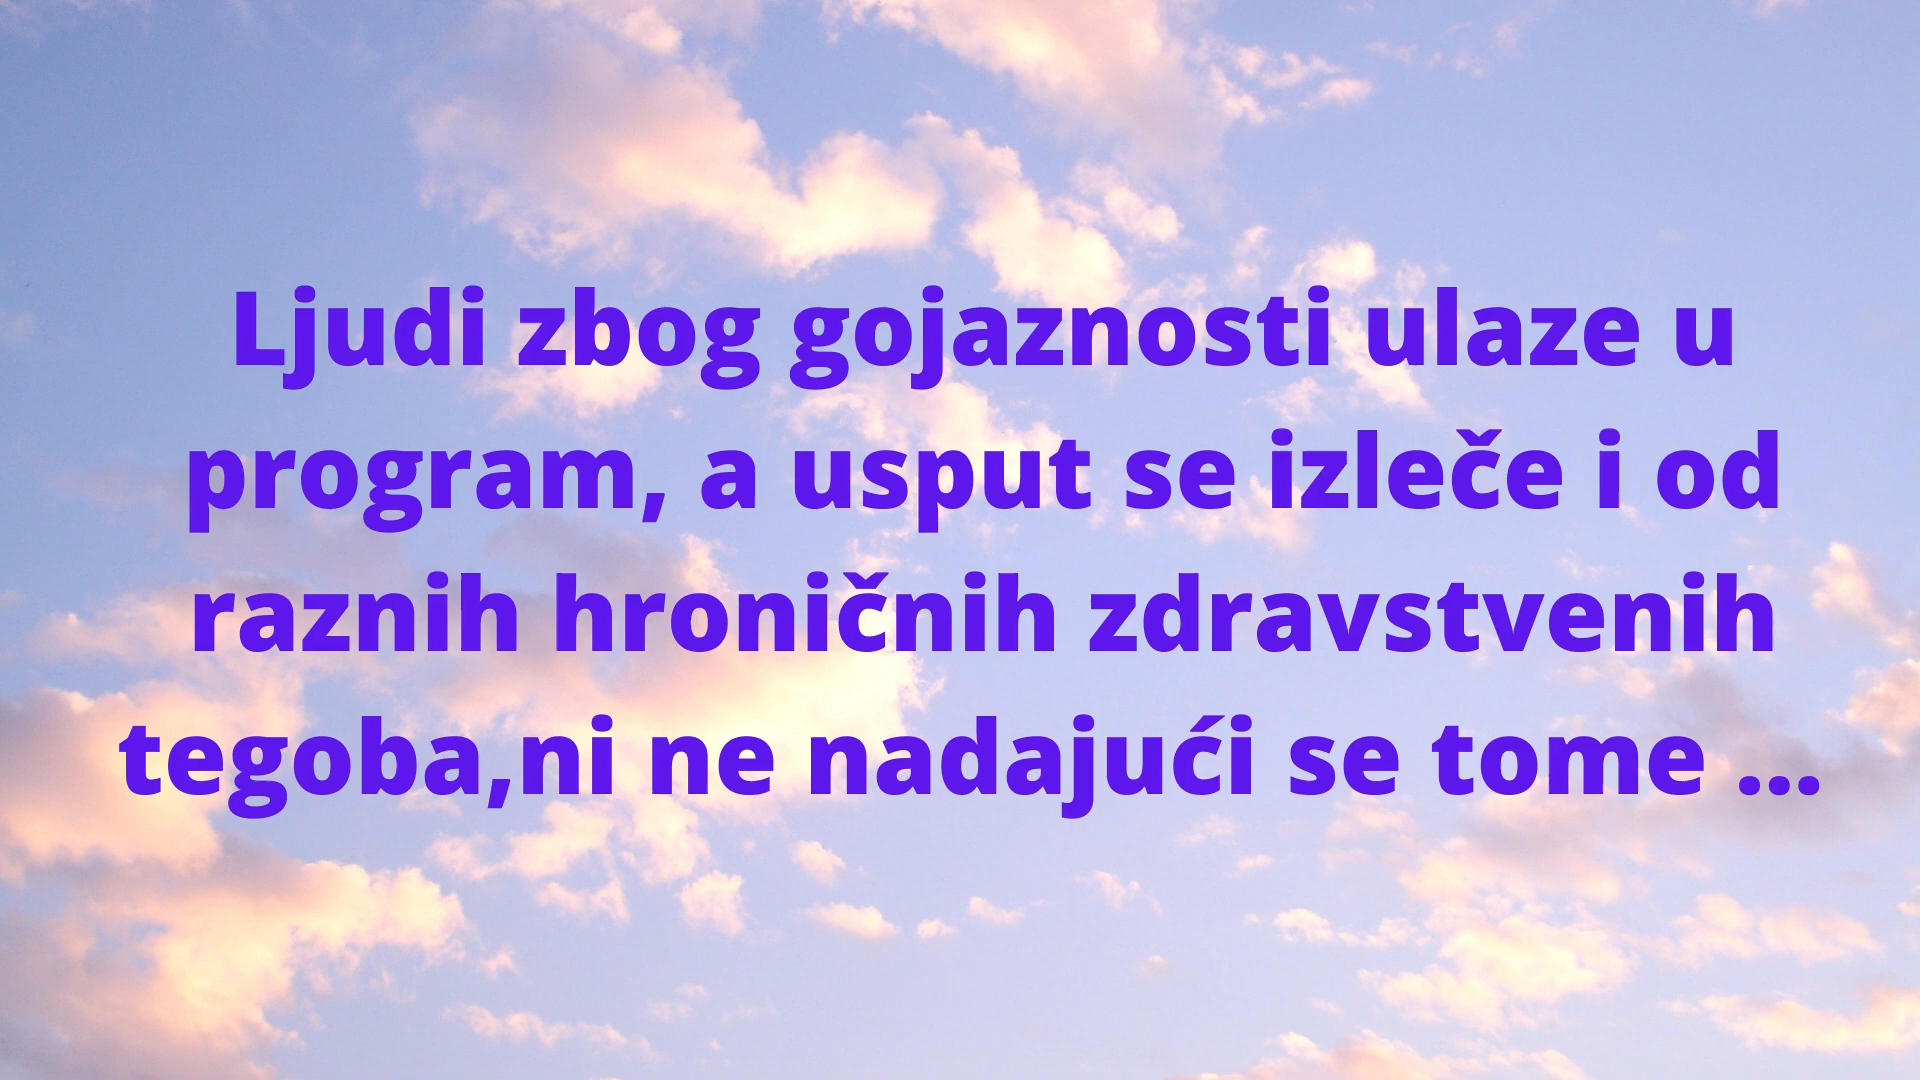 Ljudi zbog gojaznosti ulaze u
program, a usput se izleče i od
raznih hroničnih zdravstvenih
tegoba,ni ne nadajući se tome ...